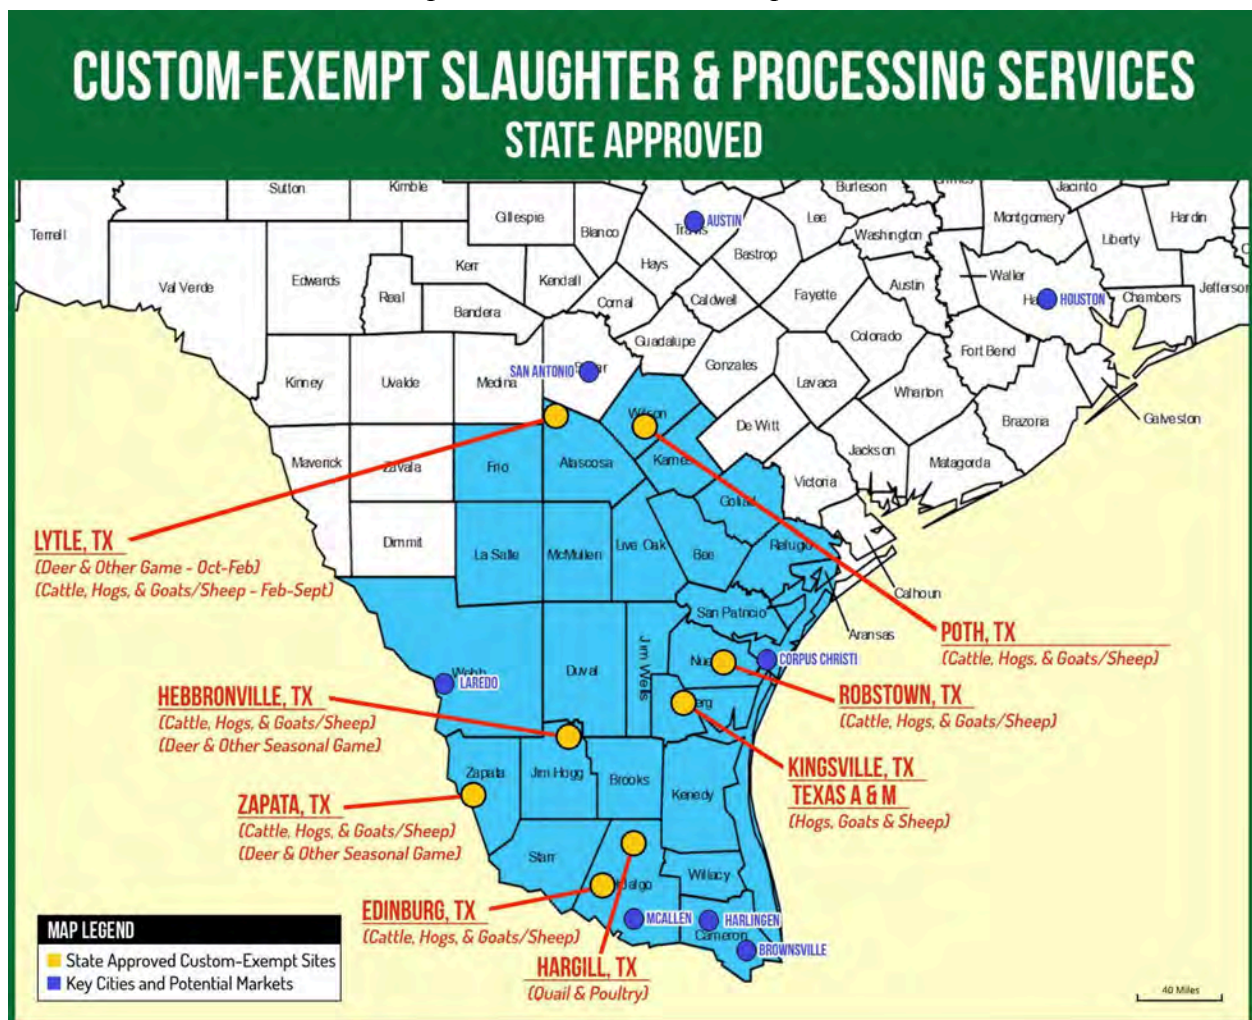 CUSTOM-EXEMPT SLAUGHTER & PROCESSING SERVICES
STATE APPROVED
Sutton
Kimble
Burleson
Jacinto
Terrell
Gillespie
Blanco
AUSTIN
Lee
Washington
Montgomery
Hardin
Liberty
Val Verde
Edwards
Real
Kerr
Kendall
Hays
Bastrop
Waller
Austin
HOUSTON
Chambers
Jefferson
Bandera
Comal
Caldwell
Fayette
Colorado
Fort Bend
Guadalupe
Gonzales
Kinney
Uvalde
Medina
SAN ANTONIO
Lavaca
Wharton
Brazoria
Galveston
Wilson
De Witt
Jackson
Matagorda
Maverick
Zavala
Frio
Atascosa
Victoria
Goliad
Dimmit
La Salle
McMullen
Live Oak
Bee
Refugio
Calhoun
Aransas
San Patricio
LYTLE, TX
(Deer & Other Game - Oct-Feb)
(Cattle, Hogs, & Goats/Sheep - Feb-Sept)
POTH, TX
(Cattle, Hogs, & Goats/Sheep)
Webb
LAREDO
Duval
Jim Wells
CORPUS CHRISTI
ROBSTOWN, TX
(Cattle, Hogs, & Goats/Sheep)
HEBBRONVILLE, TX
(Cattle, Hogs, & Goats/Sheep)
(Deer & Other Seasonal Game)
Zapata
Jim Hogg
Brooks
Kenedy
KINGSVILLE, TX
TEXAS A & M
(Hogs, Goats & Sheep)
ZAPATA, TX
(Cattle, Hogs, & Goats/Sheep)
(Deer & Other Seasonal Game)
Starr
Willacy
EDINBURG, TX
(Cattle, Hogs, & Goats/Sheep)
MCALLEN
HARLINGEN
Cameron
BROWNSVILLE
HARGILL, TX
(Quail & Poultry)
MAP LEGEND
State Approved Custom-Exempt Sites
Key Cities and Potential Markets
40 Miles